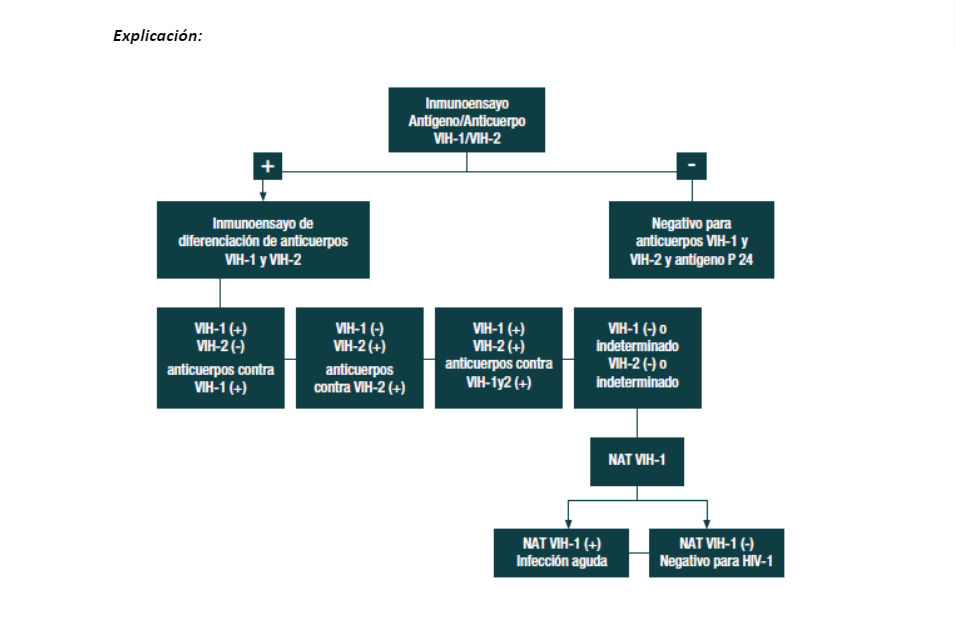 Explicación:
Inmunoensayo
Antígeno/Anticuerpo
VIH-1/VIH-2
+
-
Inmunoensayo de
diferenciación de anticuerpos
VIH-1 y VIH-2
Negativo para
anticuerpos VIH-1 y
VIH-2 y antígeno P 24
VIH-1 (+)
VIH-2 (-)
anticuerpos contra
VIH-1 (+)
VIH-1 (-)
VIH-2 (+)
anticuerpos
contra VIH-2 (+)
VIH-1 (+)
VIH-2 (+)
anticuerpos contra
VIH-1y2 (+)
VIH-1 (-) o
indeterminado
VIH-2 (-) o
indeterminado
NAT VIH-1
NAT VIH-1 (+)
Infección aguda
NAT VIH-1 (-)
Negativo para HIV-1